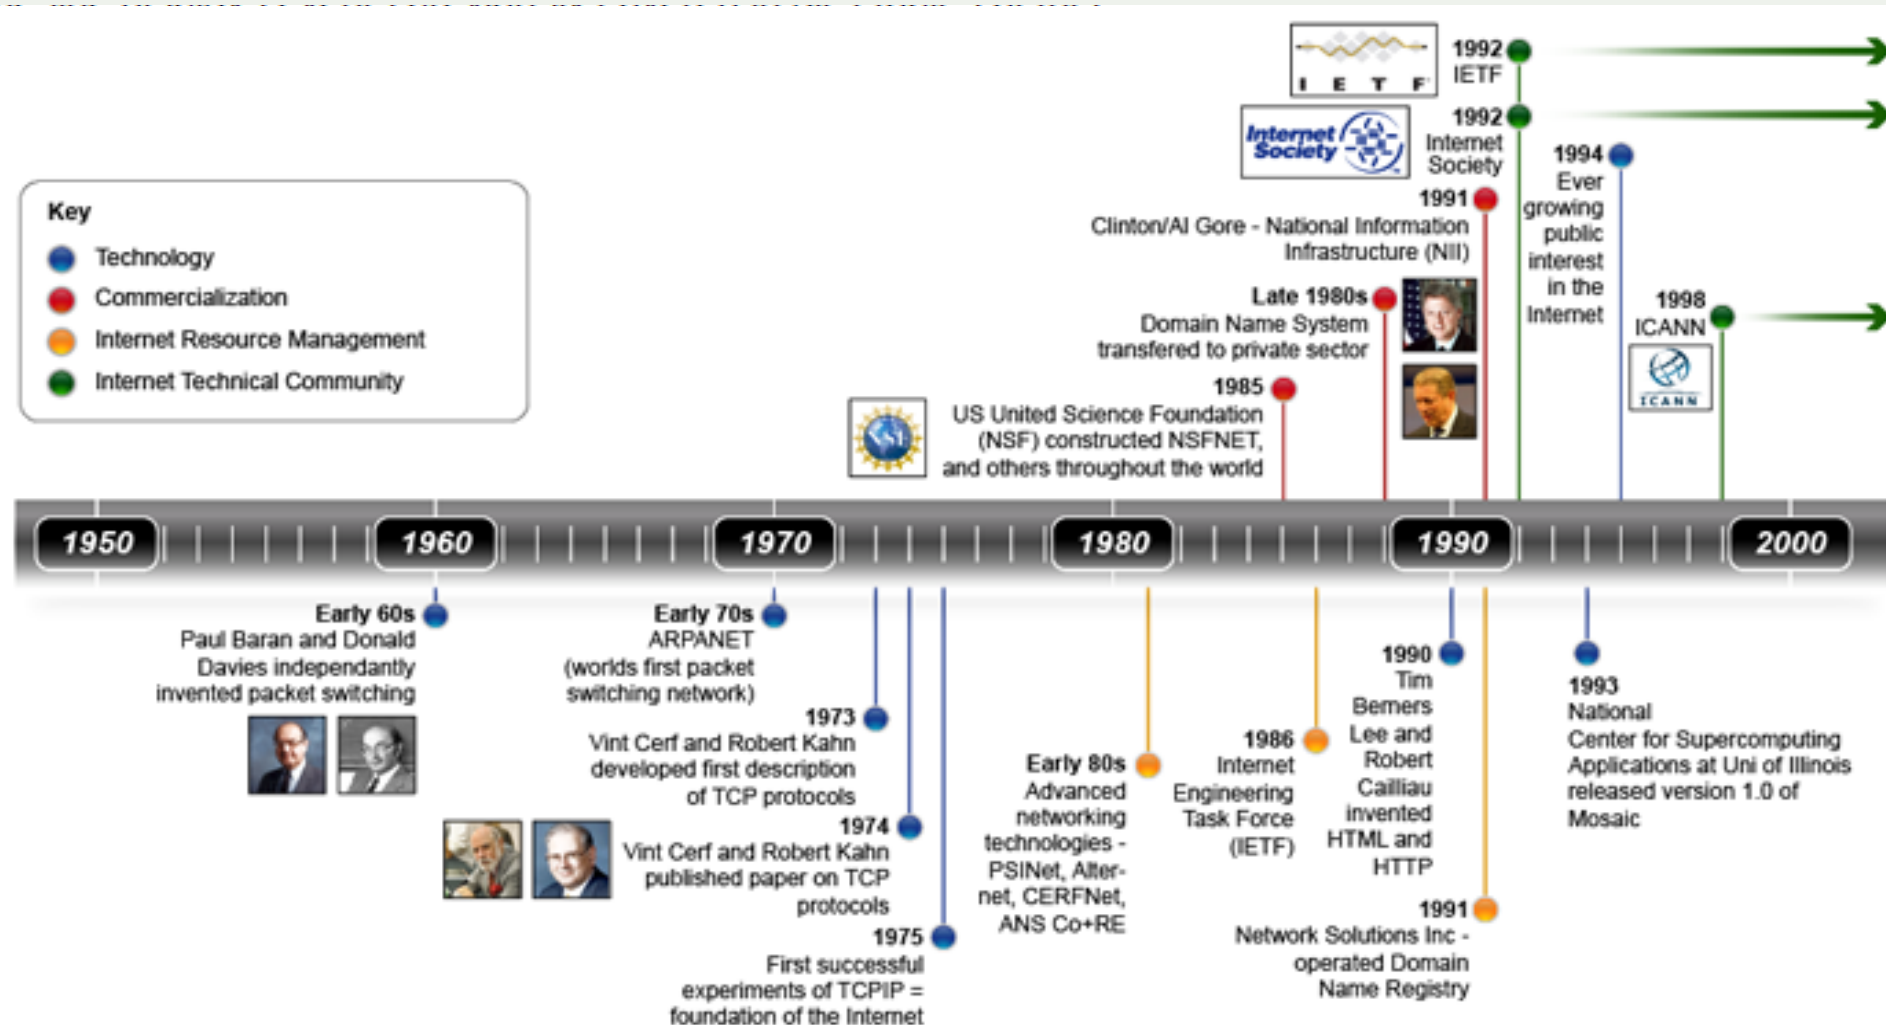 I E T F
1992
IETF
Internet
Society
1992
Internet
Society
1994
Ever
growing
public
interest
in the
Internet
Key
Technology
Commercialization
Internet Resource Management
Internet Technical Community
1991
Clinton/Al Gore - National Information
Infrastructure (NII)
Late 1980s
Domain Name System
transfered to private sector
1998
ICANN
ICANN
1985
US United Science Foundation
(NSF) constructed NSFNET,
and others throughout the world
NSF
1950
1960
1970
1980
1990
2000
Early 60s
Paul Baran and Donald
Davies independantly
invented packet switching
Early 70s
ARPANET
(worlds first packet
switching network)
1973
Vint Cerf and Robert Kahn
developed first description
of TCP protocols
1974
Vint Cerf and Robert Kahn
published paper on TCP
protocols
1975
First successful
experiments of TCPIP =
foundation of the Internet
Early 80s
Advanced
networking
technologies -
PSINet, Alter-
net, CERFNet,
ANS Co+RE
1986
Internet
Engineering
Task Force
(IETF)
1990
Tim
Berners
Lee and
Robert
Cailliau
invented
HTML and
HTTP
1991
Network Solutions Inc -
operated Domain
Name Registry
1993
National
Center for Supercomputing
Applications at Uni of Illinois
released version 1.0 of
Mosaic